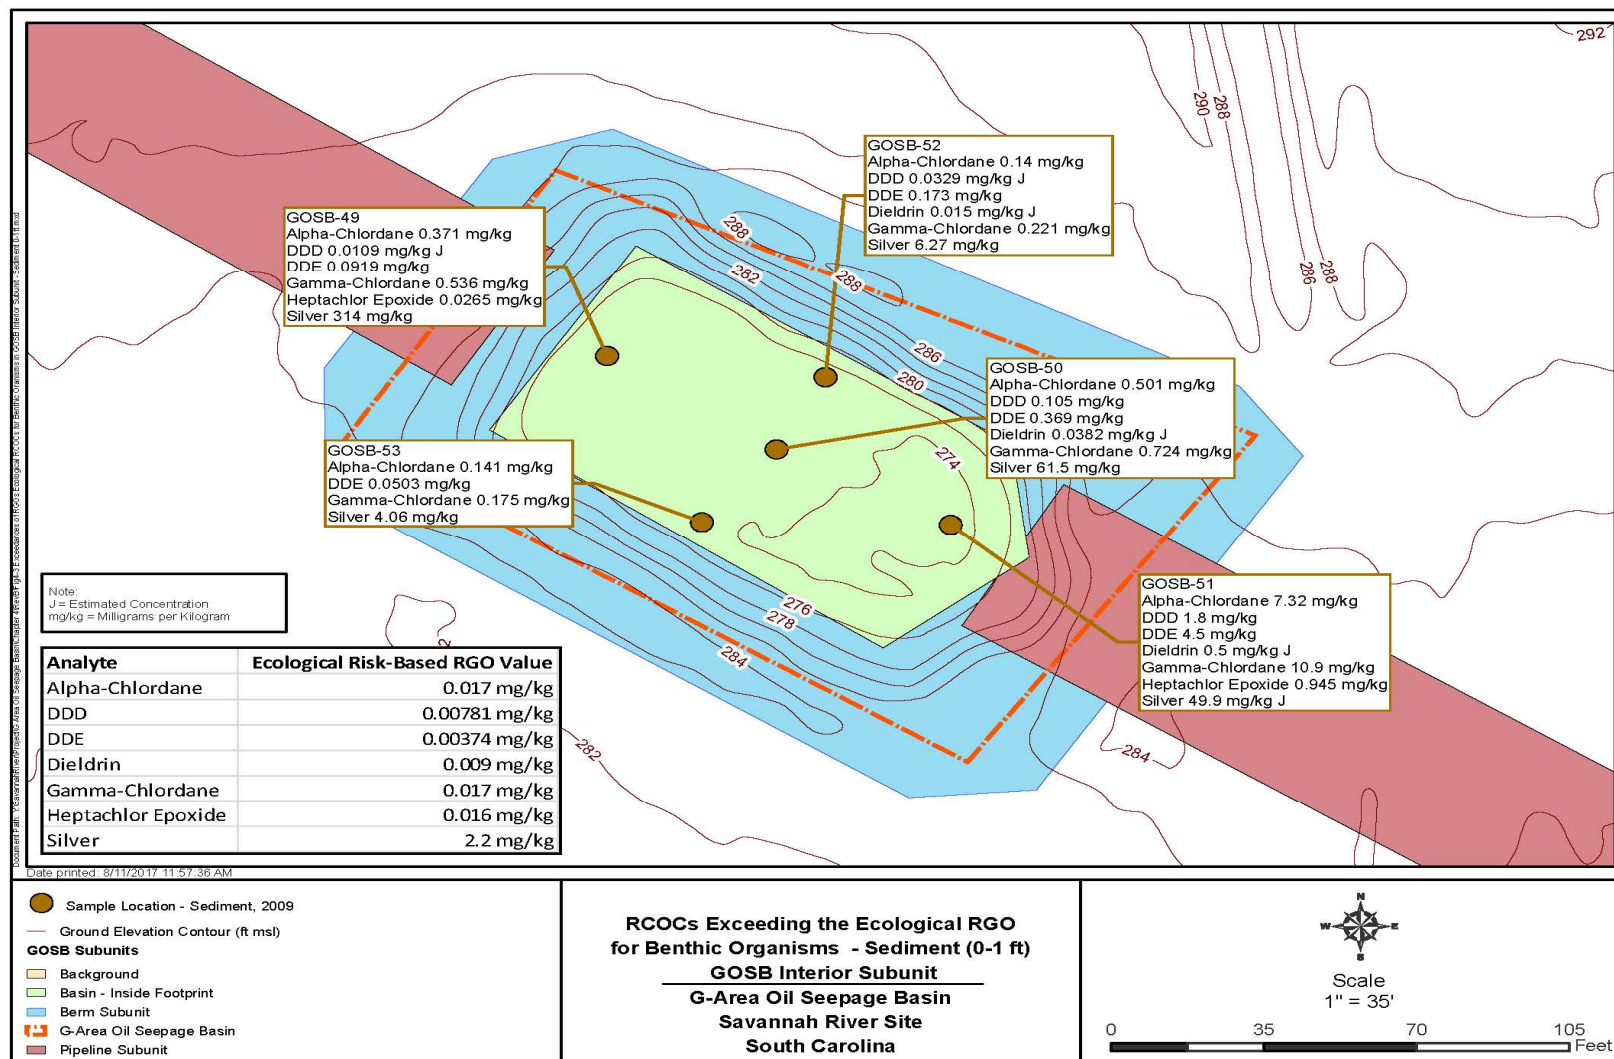 292
290
288
286
288
GOSB-52
Alpha-Chlordane 0.14 mg/kg
DDD 0.0329 mg/kg J
DDE 0.173 mg/kg
Dieldrin 0.015 mg/kg J
Gamma-Chlordane 0.221 mg/kg
Silver 6.27 mg/kg
GOSB-49
Alpha-Chlordane 0.371 mg/kg
DDD 0.0109 mg/kg J
DDE 0.0919 mg/kg
Gamma-Chlordane 0.536 mg/kg
Heptachlor Epoxide 0.0265 mg/kg
Silver 314 mg/kg
288
282
288
286
280
GOSB-50
Alpha-Chlordane 0.501 mg/kg
DDD 0.105 mg/kg
DDE 0.369 mg/kg
Dieldrin 0.0382 mg/kg J
Gamma-Chlordane 0.724 mg/kg
Silver 61.5 mg/kg
GOSB-53
Alpha-Chlordane 0.141 mg/kg
DDE 0.0503 mg/kg
Gamma-Chlordane 0.175 mg/kg
Silver 4.06 mg/kg
274
GOSB-51
Alpha-Chlordane 7.32 mg/kg
DDD 1.8 mg/kg
DDE 4.5 mg/kg
Dieldrin 0.5 mg/kg J
Gamma-Chlordane 10.9 mg/kg
Heptachlor Epoxide 0.945 mg/kg
Silver 49.9 mg/kg J
276
278
284
282
284
Note:
J = Estimated Concentration
mg/kg = Milligrams per Kilogram
Analyte Ecological Risk-Based RGO Value
Alpha-Chlordane 0.017 mg/kg
DDD 0.00781 mg/kg
DDE 0.00374 mg/kg
Dieldrin 0.009 mg/kg
Gamma-Chlordane 0.017 mg/kg
Heptachlor Epoxide 0.016 mg/kg
Silver 2.2 mg/kg
Date printed: 8/11/2017 11:57:36 AM
Sample Location - Sediment, 2009
Ground Elevation Contour (ft msl)
GOSB Subunits
Background
Basin - Inside Footprint
Berm Subunit
G-Area Oil Seepage Basin
Pipeline Subunit
RCOCs Exceeding the Ecological RGO
for Benthic Organisms - Sediment (0-1 ft)
GOSB Interior Subunit
G-Area Oil Seepage Basin
Savannah River Site
South Carolina
N
W E
S
Scale
1" = 35'
0 35 70 105
Feet